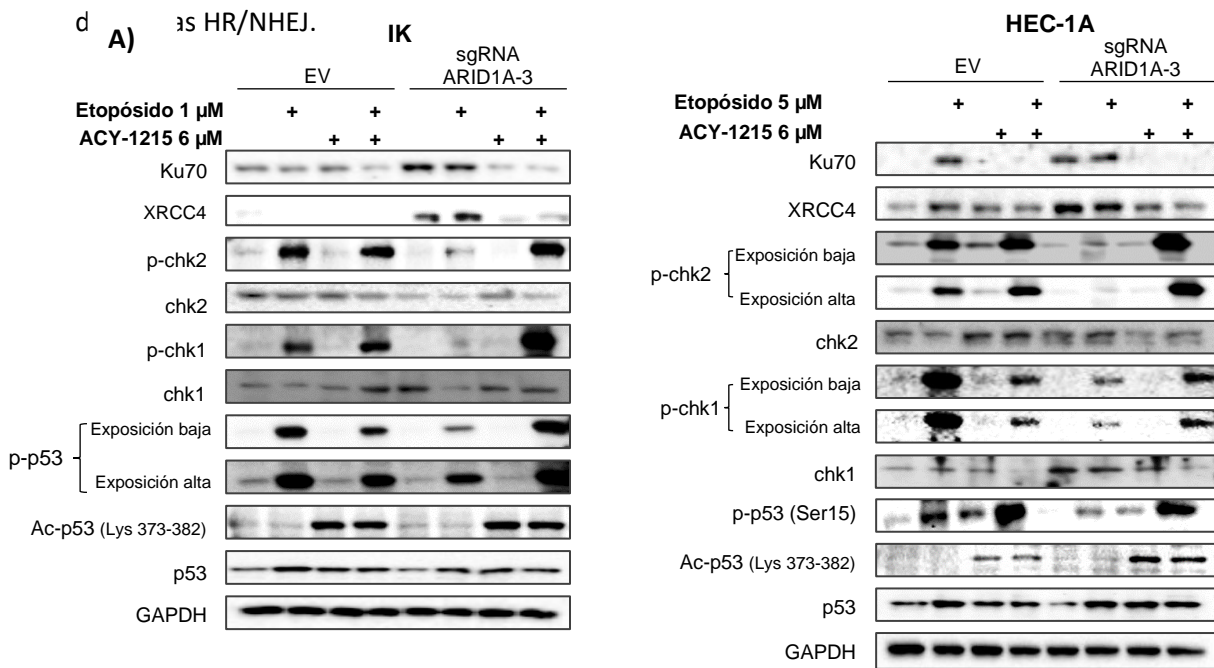 d as HR/NHEJ.
A)
IK
EV
sgRNA
ARID1A-3
Etopósido 1 µM + + + +
ACY-1215 6 µM + + + +
Ku70
XRCC4
p-chk2
chk2
p-chk1
chk1
p-p53
Exposición baja
Exposición alta
Ac-p53 (Lys 373-382)
p53
GAPDH
HEC-1A
EV
sgRNA
ARID1A-3
Etopósido 5 µM + + + +
ACY-1215 6 µM + + + +
Ku70
XRCC4
p-chk2
Exposición baja
Exposición alta
chk2
p-chk1
Exposición baja
Exposición alta
chk1
p-p53 (Ser15)
Ac-p53 (Lys 373-382)
p53
GAPDH